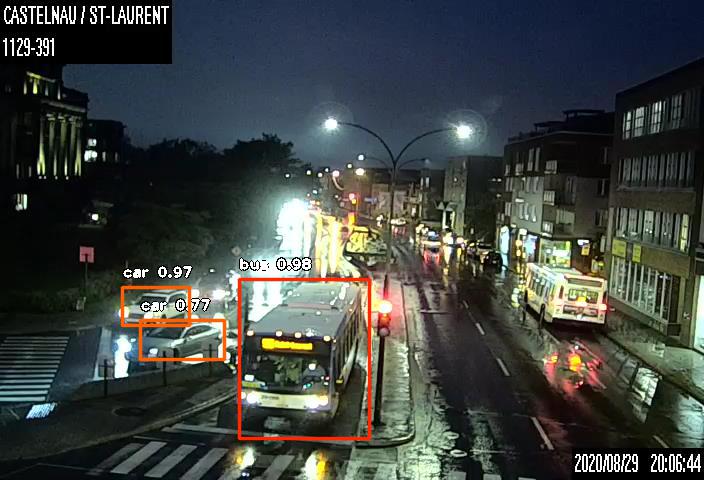 CASTELNAU / ST-LAURENT
1129-391
bus 0.98
car 0.97
car 0.77
2020/08/29 20:06:44